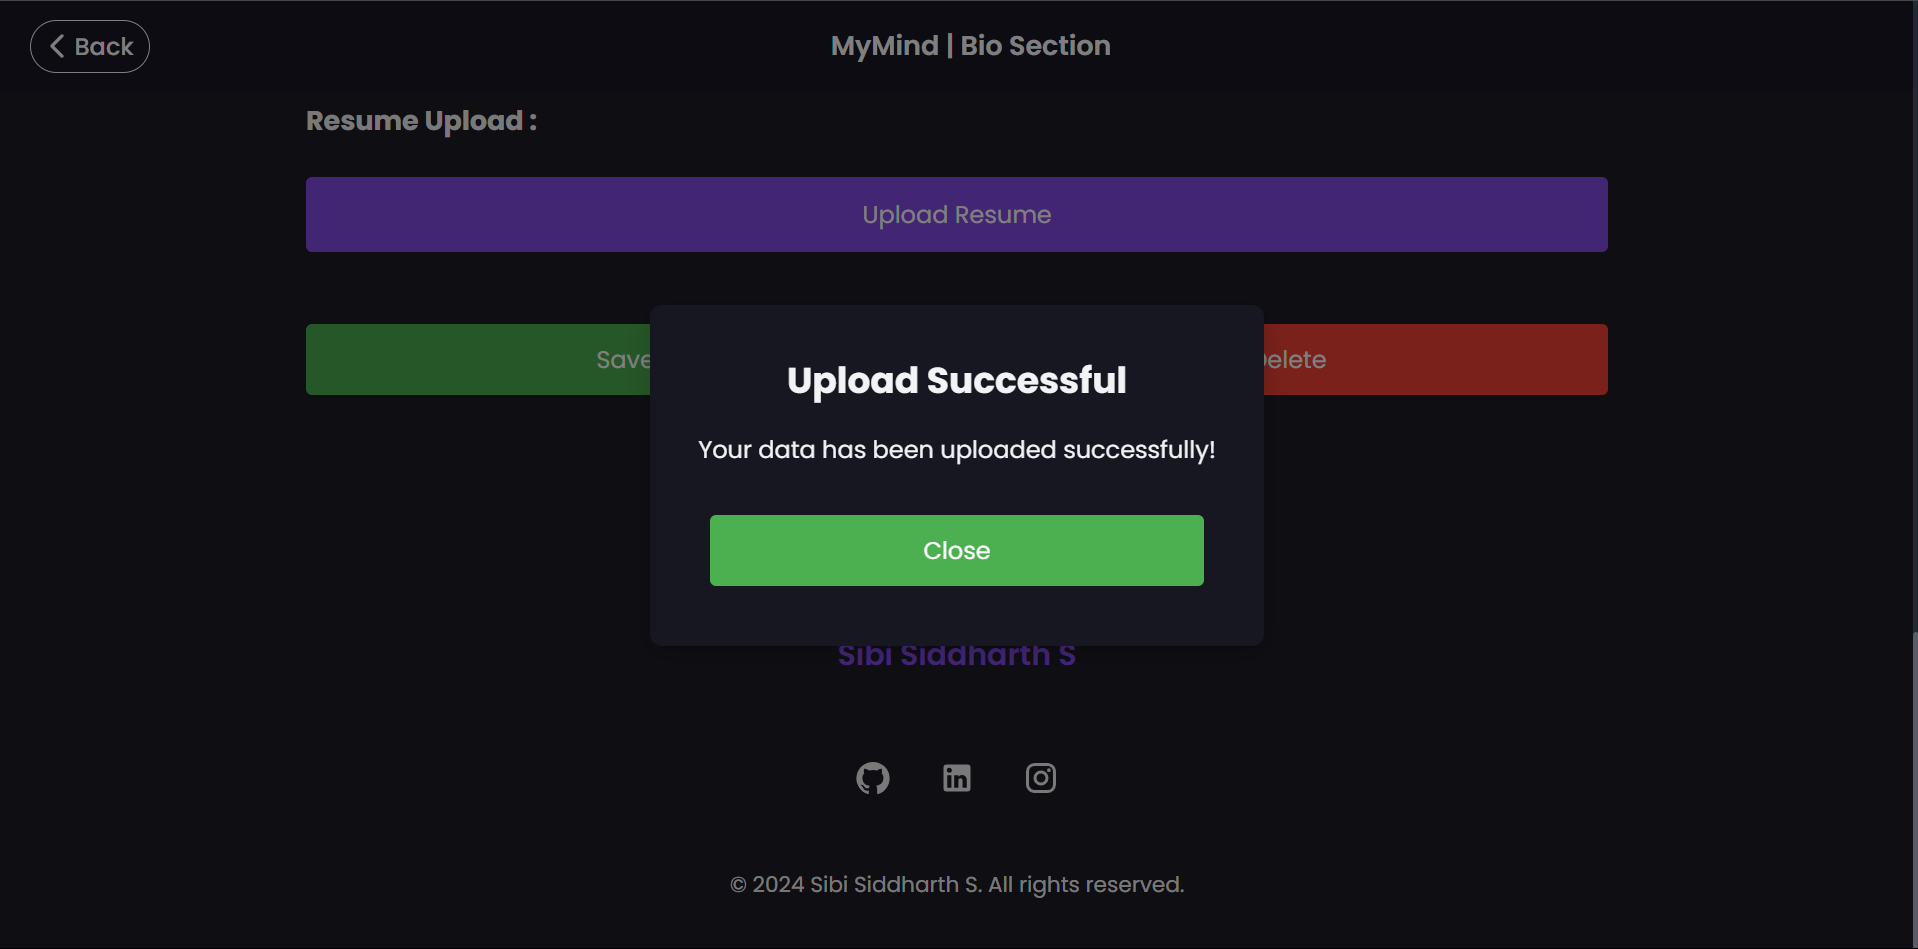 Back
MyMind | Bio Section
Resume Upload :
Upload Resume
Save
Delete
Upload Successful
Your data has been uploaded successfully!
Close
Sibi Siddharth S
© 2024 Sibi Siddharth S. All rights reserved.